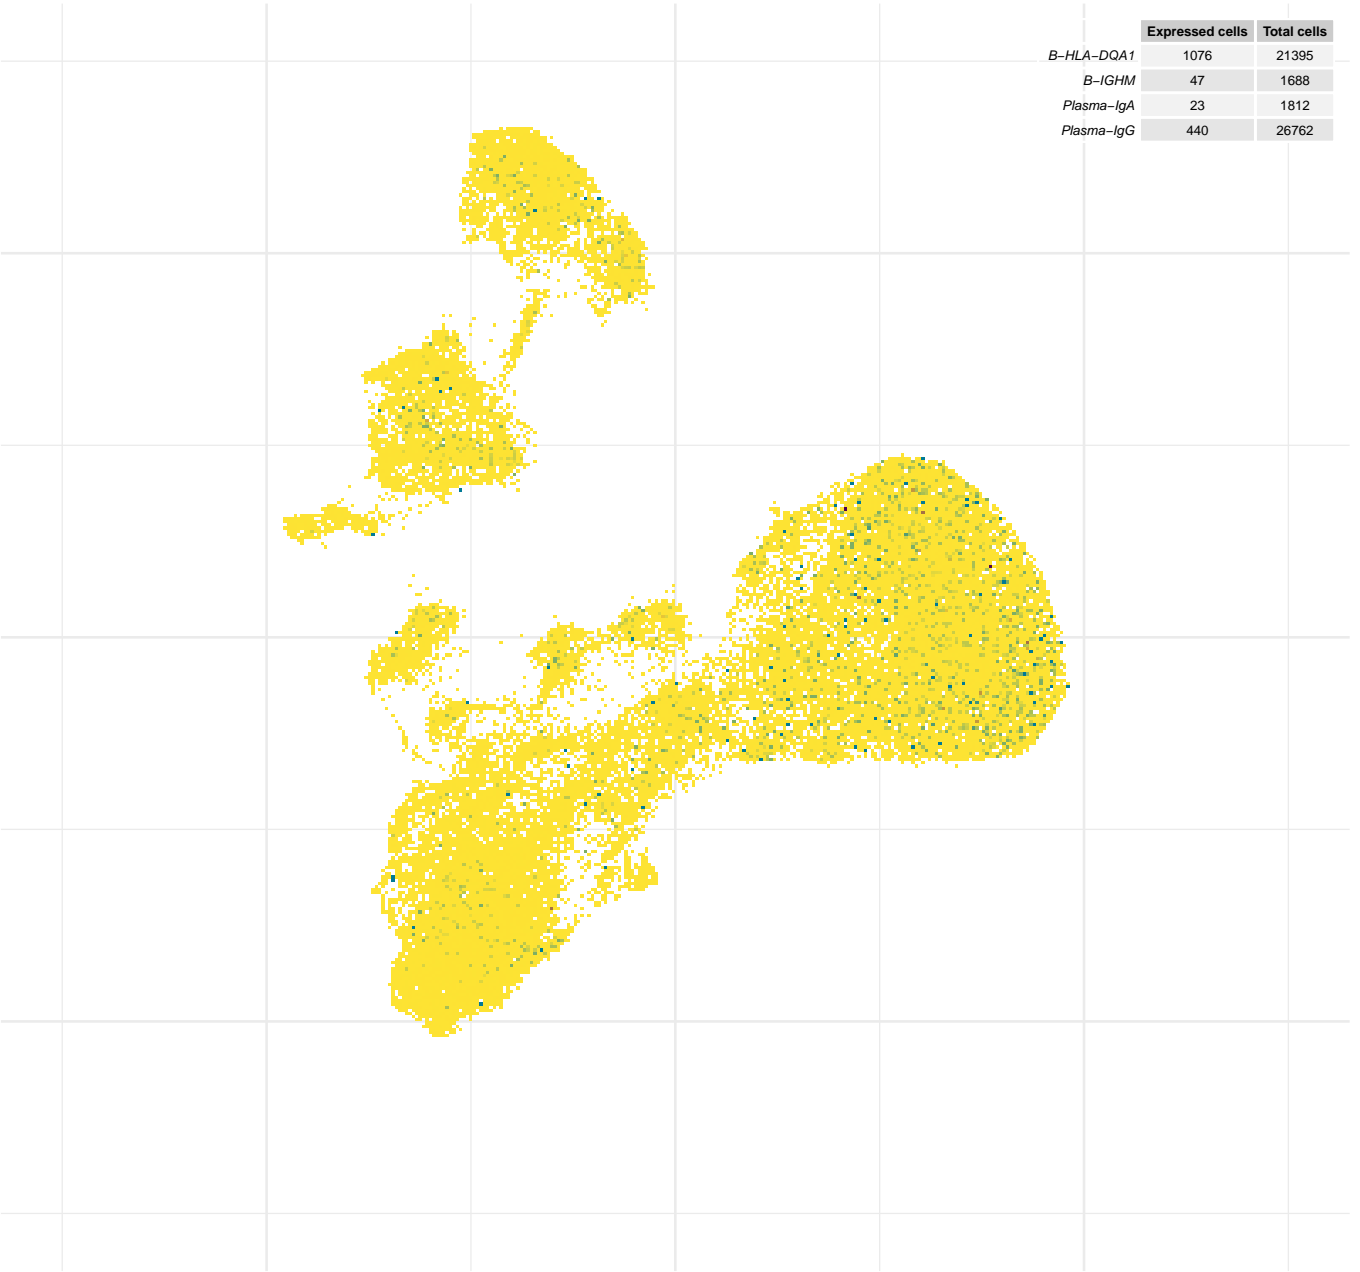 Expressed cells Total cells
B−HLA−DQA1 1076 21395
B−IGHM 47 1688
Plasma−IgA 23 1812
Plasma−IgG 440 26762